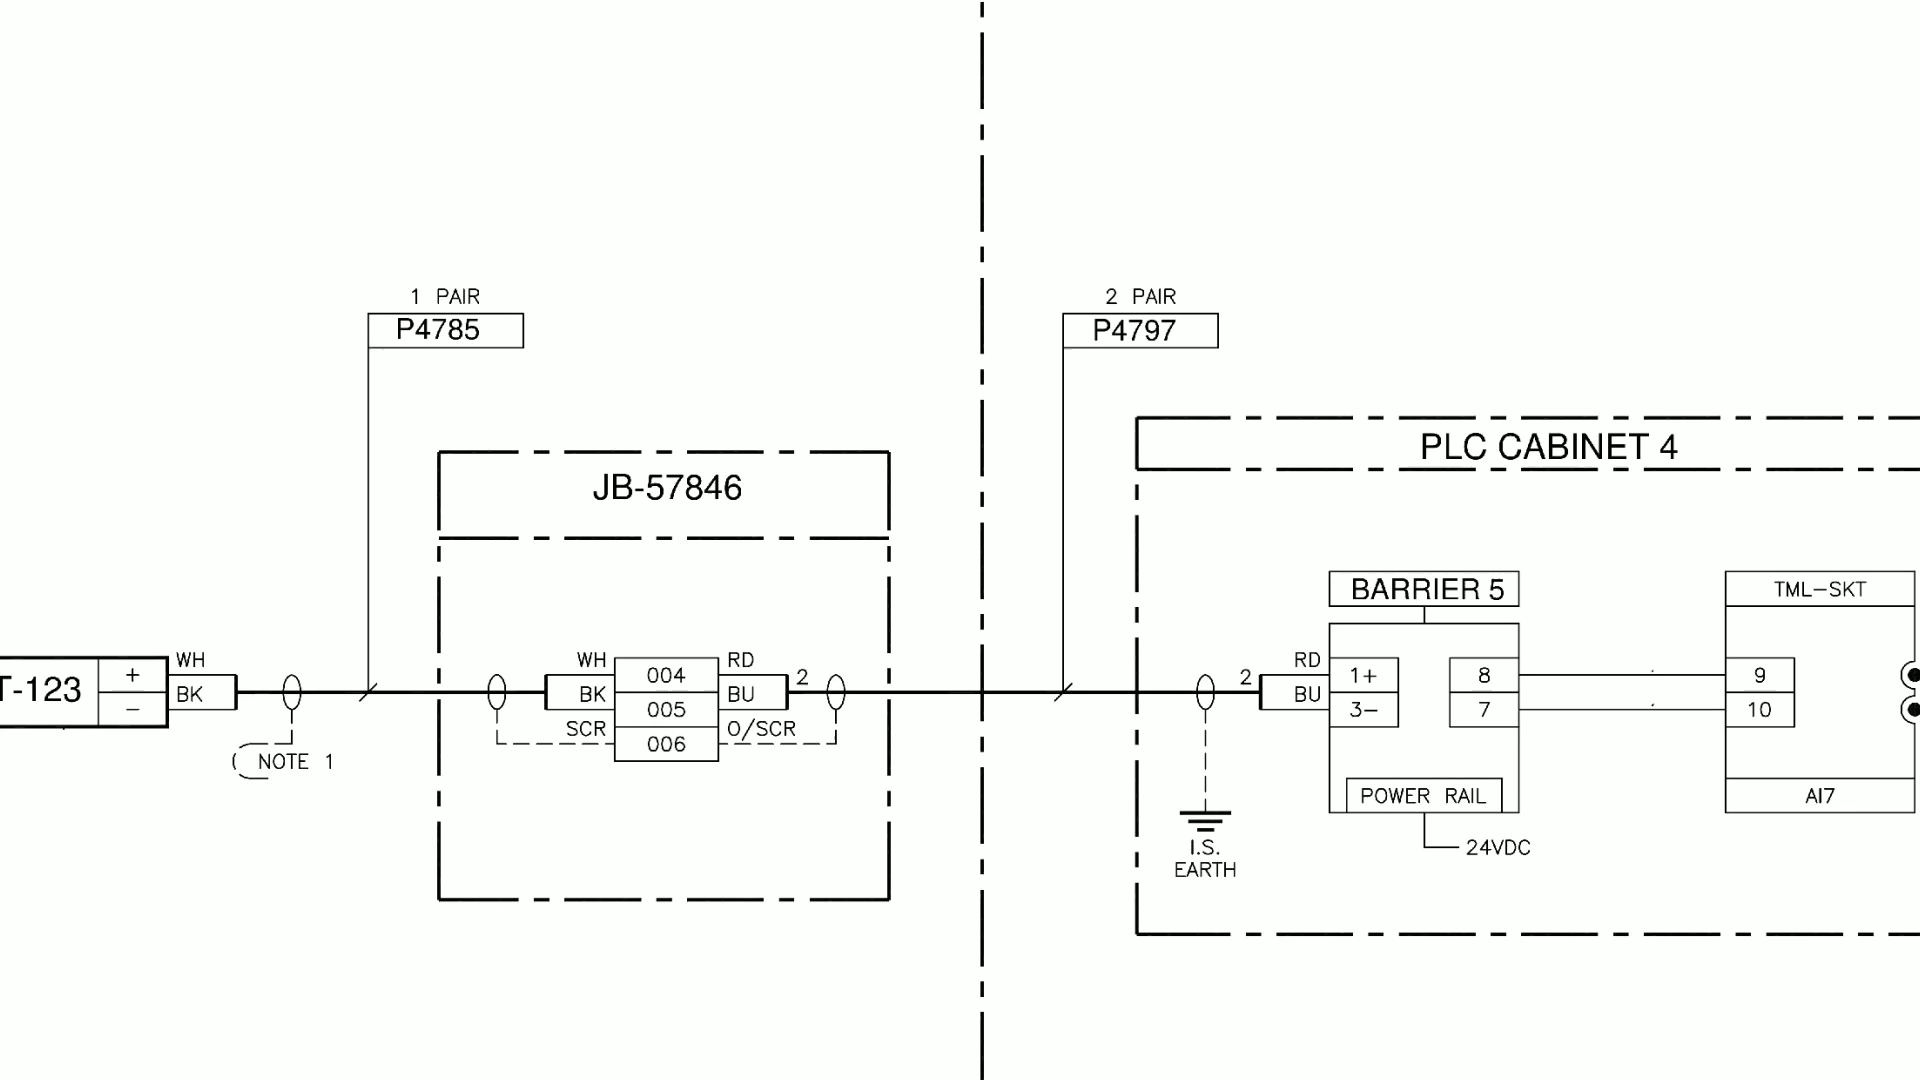 1 PAIR
P4785
2 PAIR
P4797
PLC CABINET 4
JB-57846
BARRIER 5
TML-SKT
T-123
+
−
WH
BK
NOTE 1
WH
BK
SCR
004
005
006
RD
BU
O/SCR
2
2
RD
BU
1+
3−
8
7
9
10
POWER RAIL
24VDC
AI7
I.S.
EARTH